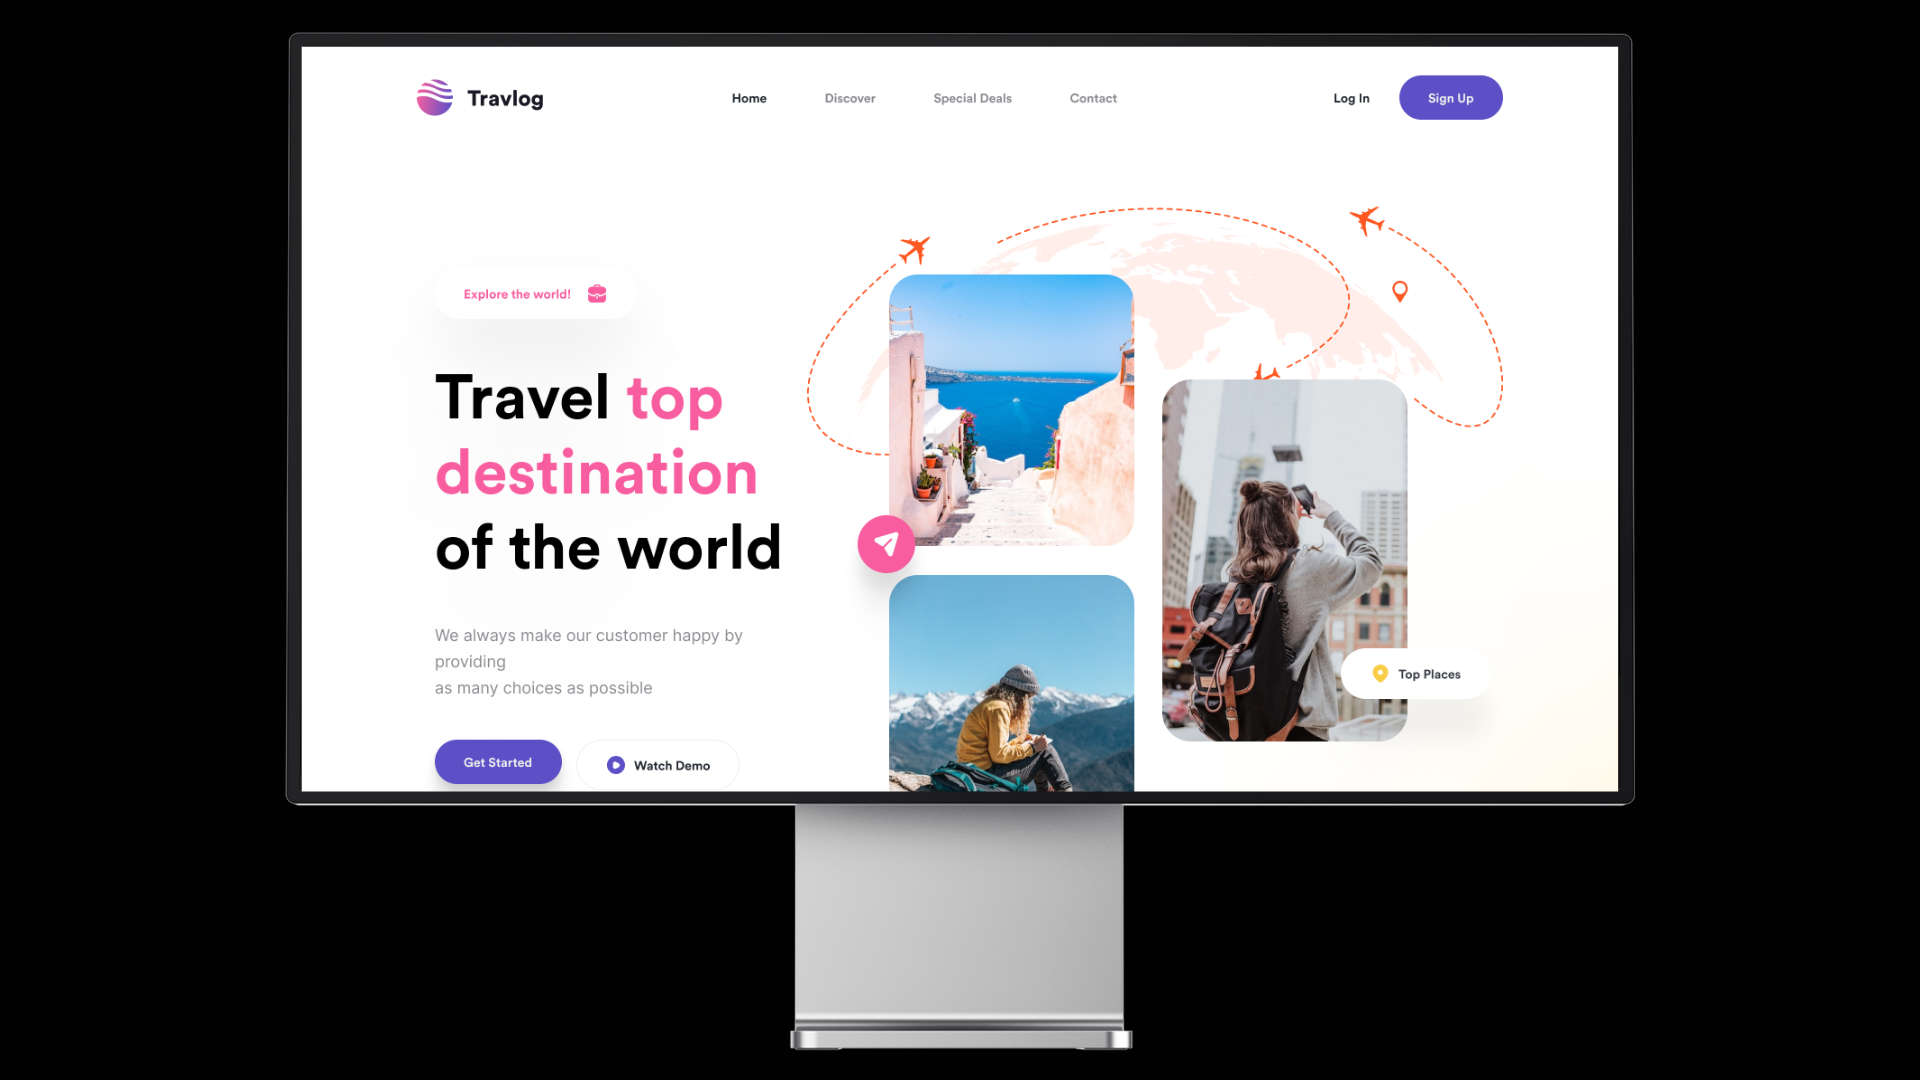 Travlog
Home
Discover
Special Deals
Contact
Log In
Sign Up
Explore the world!
Travel top
destination
of the world
We always make our customer happy by
providing
as many choices as possible
Get Started
Watch Demo
Top Places